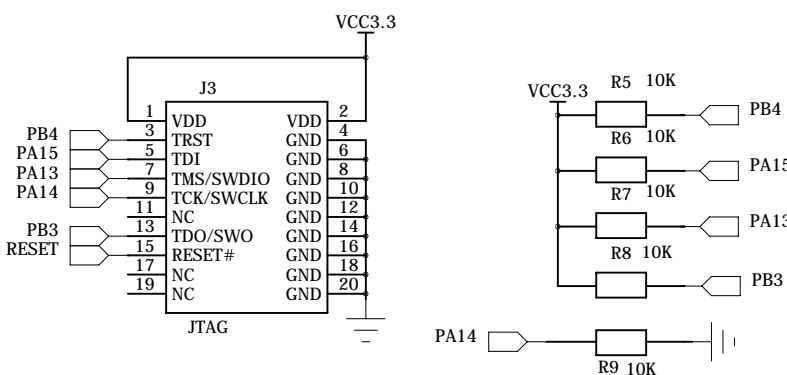 VCC3.3
J3
1 VDD VDD 2
PB4 3 TRST GND 4
PA15 5 TDI GND 6
PA13 7 TMS/SWDIO GND 8
PA14 9 TCK/SWCLK GND 10
11 NC GND 12
PB3 13 TDO/SWO GND 14
RESET 15 RESET# GND 16
17 NC GND 18
19 NC GND 20
JTAG
VCC3.3
R5 10K
PB4
R6 10K
PA15
R7 10K
PA13
R8 10K
PB3
PA14
R9 10K